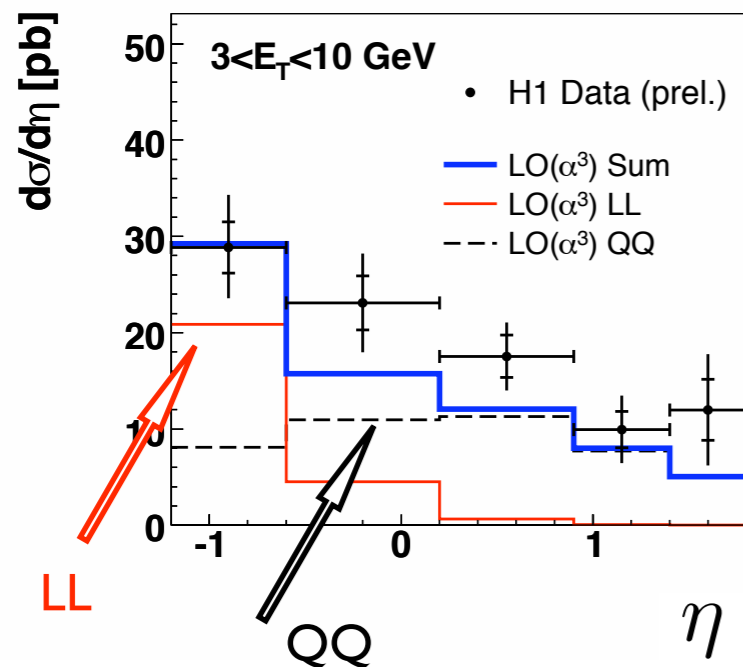 dσ/dη [pb]
50
40
30
20
10
0
3<E_T<10 GeV
H1 Data (prel.)
LO(α³) Sum
LO(α³) LL
LO(α³) QQ
-1
0
1
LL
QQ
η